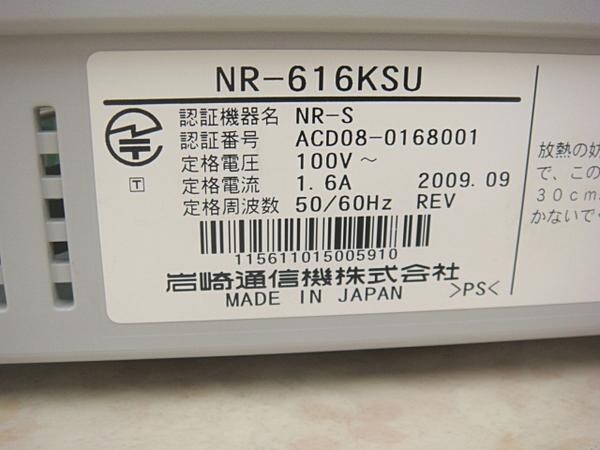 NR-616KSU
認証機器名 NR-S
認証番号 ACD08-0168001
定格電圧 100V～
定格電流 1.6A 2009.09
定格周波数 50/60Hz REV
T
115611015005910
岩崎通信機株式会社
MADE IN JAPAN >PS<
放熱の妨
で、この
30cm
かないで